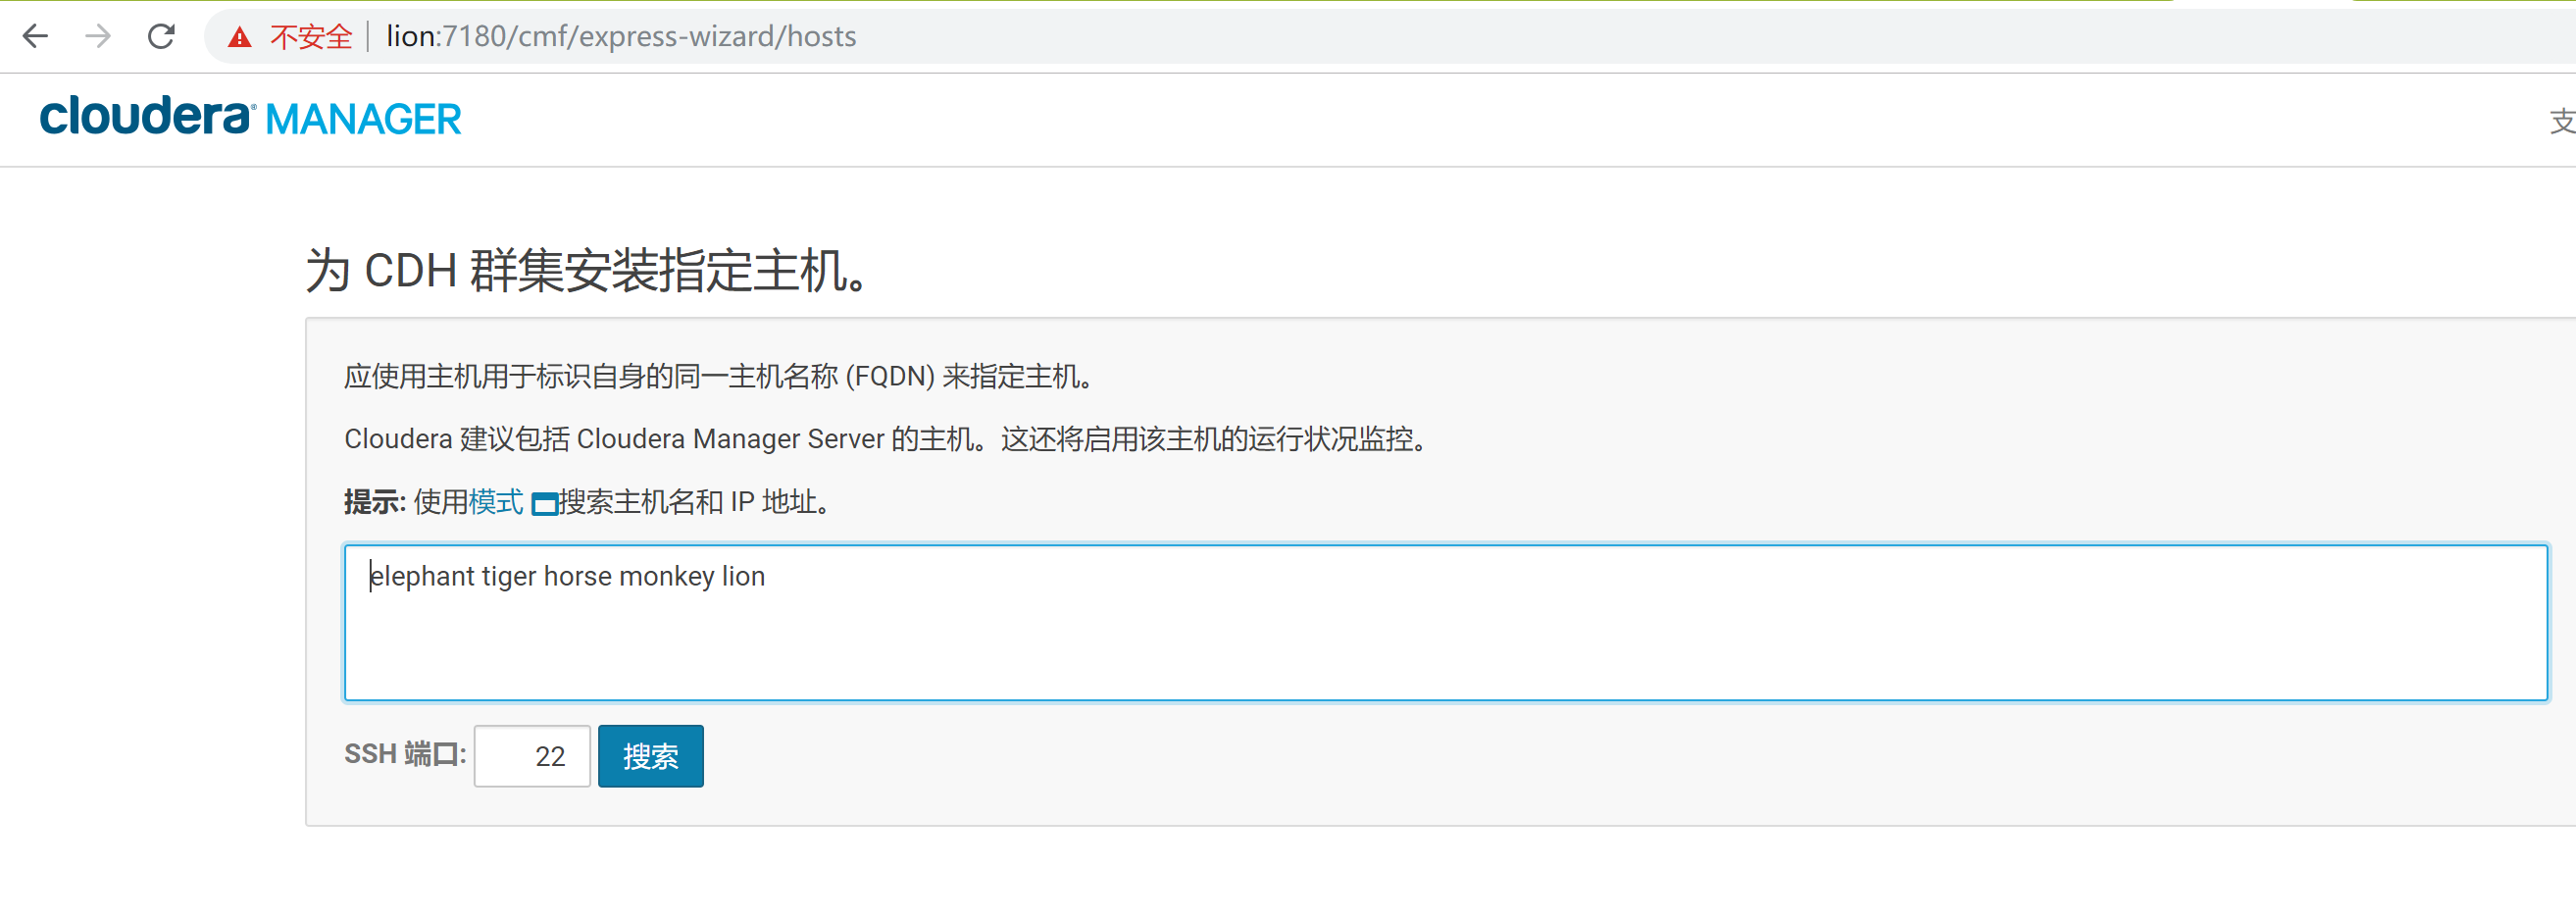 不安全 lion:7180/cmf/express-wizard/hosts
cloudera® MANAGER
支
为 CDH 群集安装指定主机。
应使用主机用于标识自身的同一主机名称 (FQDN) 来指定主机。
Cloudera 建议包括 Cloudera Manager Server 的主机。这还将启用该主机的运行状况监控。
提示: 使用模式 搜索主机名和 IP 地址。
elephant tiger horse monkey lion
SSH 端口: 22 搜索